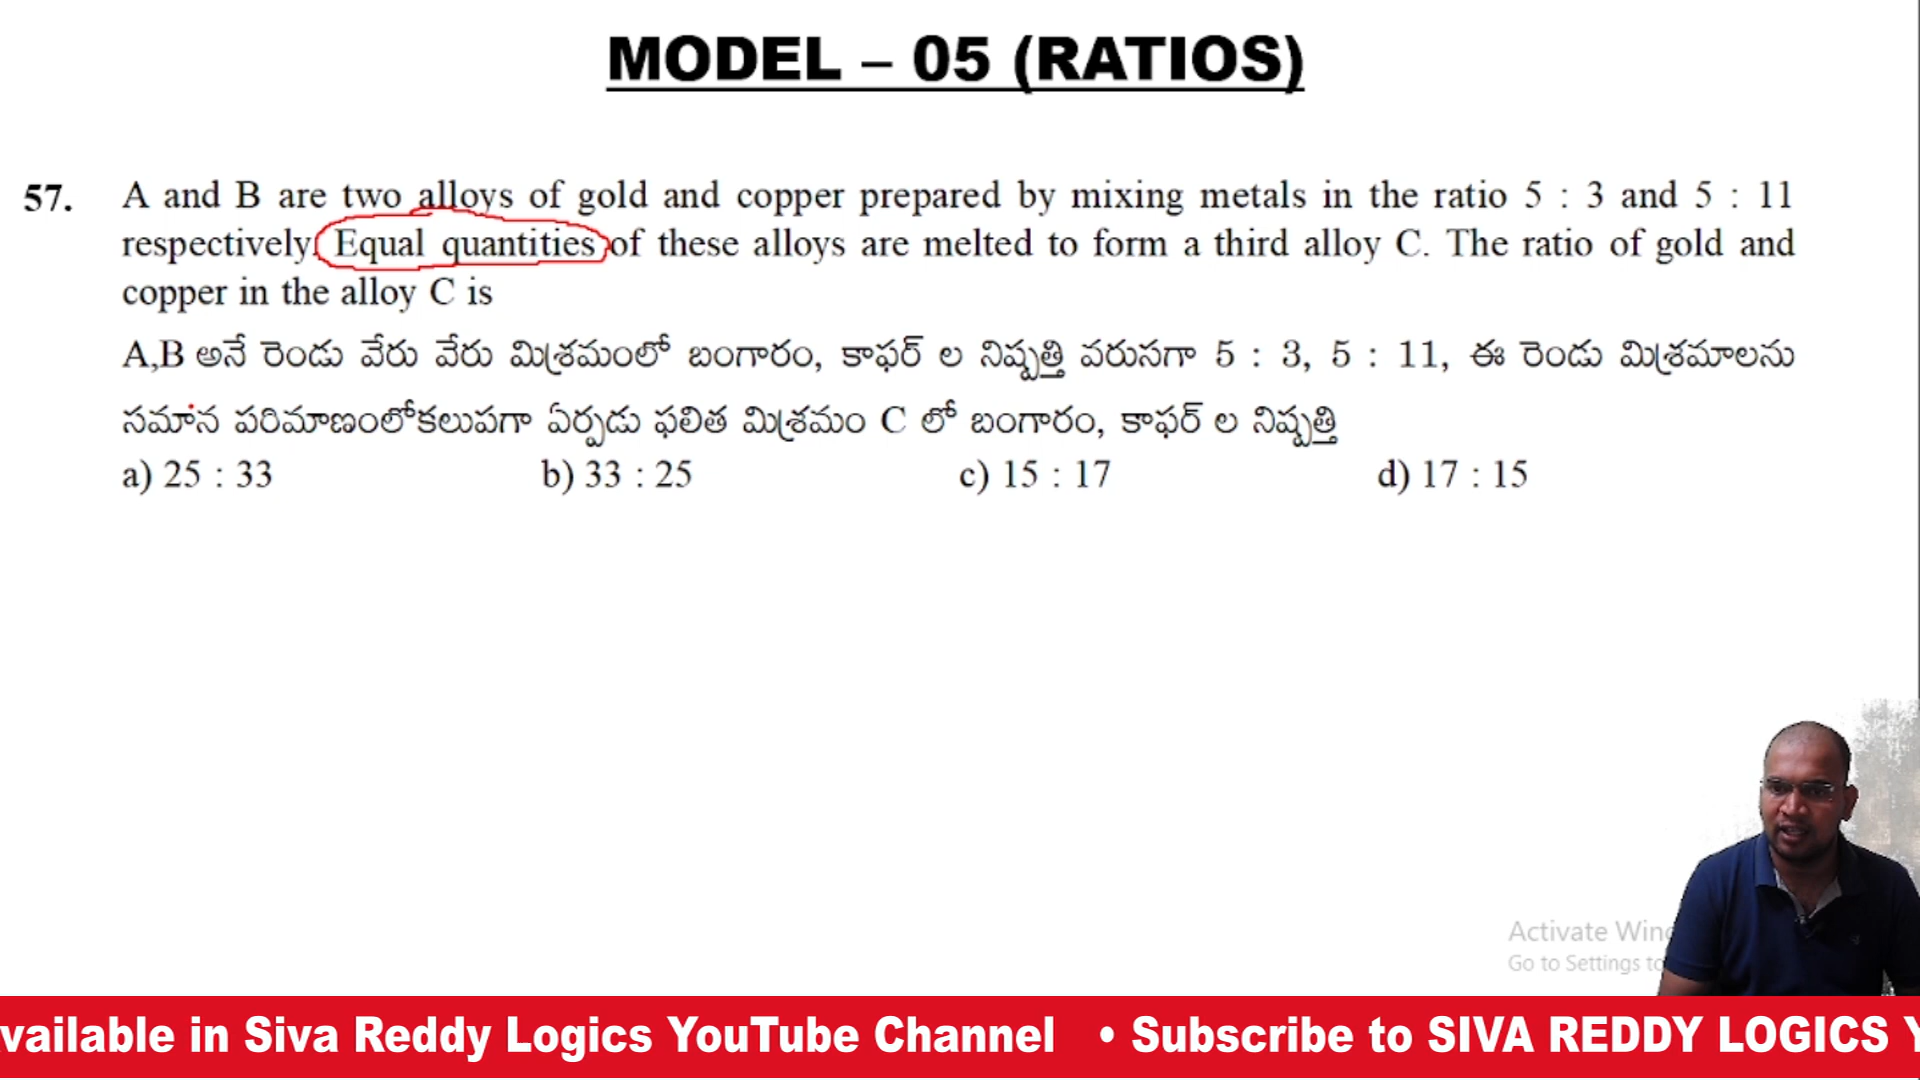 MODEL – 05 (RATIOS)
57. A and B are two alloys of gold and copper prepared by mixing metals in the ratio 5 : 3 and 5 : 11
respectively. Equal quantities of these alloys are melted to form a third alloy C. The ratio of gold and
copper in the alloy C is
A,B అనే రెండు వేరు వేరు మిశ్రమంలో బంగారం, కాఫర్ ల నిష్పత్తి వరుసగా 5 : 3, 5 : 11, ఈ రెండు మిశ్రమాలను
సమాన పరిమాణంలోకలుపగా ఏర్పడు ఫలిత మిశ్రమం C లో బంగారం, కాఫర్ ల నిష్పత్తి
a) 25 : 33 b) 33 : 25 c) 15 : 17 d) 17 : 15
Activate Wind
Go to Settings to
vailable in Siva Reddy Logics YouTube Channel • Subscribe to SIVA REDDY LOGICS Y